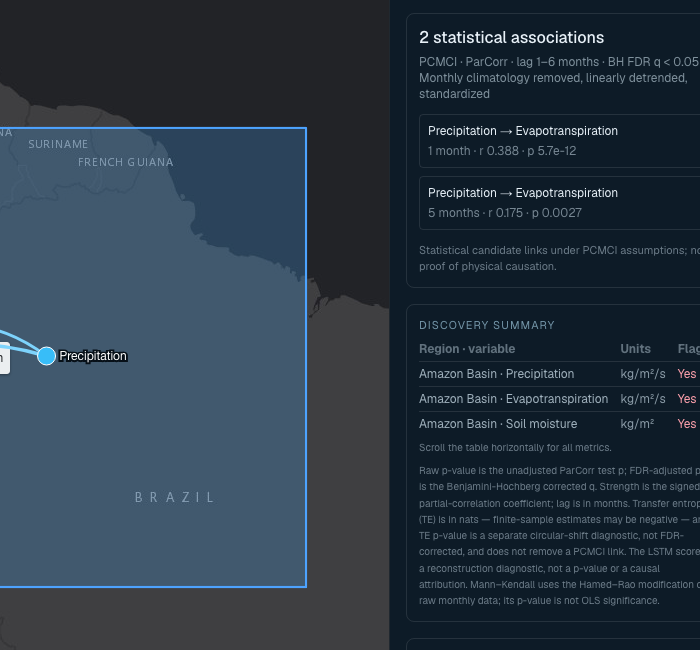 NA
SURINAME
FRENCH GUIANA
Precipitation
BRAZIL
2 statistical associations
PCMCI · ParCorr · lag 1–6 months · BH FDR q < 0.05
Monthly climatology removed, linearly detrended,
standardized
Precipitation → Evapotranspiration
1 month · r 0.388 · p 5.7e-12
Precipitation → Evapotranspiration
5 months · r 0.175 · p 0.0027
Statistical candidate links under PCMCI assumptions; no
proof of physical causation.
DISCOVERY SUMMARY
Region · variable Units Flag
Amazon Basin · Precipitation kg/m²/s Yes
Amazon Basin · Evapotranspiration kg/m²/s Yes
Amazon Basin · Soil moisture kg/m² Yes
Scroll the table horizontally for all metrics.
Raw p-value is the unadjusted ParCorr test p; FDR-adjusted p
is the Benjamini-Hochberg corrected q. Strength is the signed
partial-correlation coefficient; lag is in months. Transfer entrop
(TE) is in nats — finite-sample estimates may be negative — a
TE p-value is a separate circular-shift diagnostic, not FDR-
corrected, and does not remove a PCMCI link. The LSTM score
a reconstruction diagnostic, not a p-value or a causal
attribution. Mann–Kendall uses the Hamed–Rao modification o
raw monthly data; its p-value is not OLS significance.